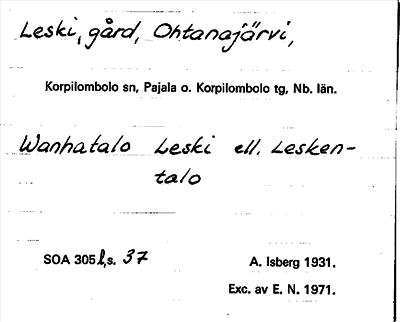 Leski, gård, Ohtanajärvi,
Korpilombolo sn, Pajala o. Korpilombolo tg, Nb. län.
Wanhatalo Leski ell. Lesken-
talo
SOA 305 l, s. 37
A. Isberg 1931.
Exc. av E. N. 1971.